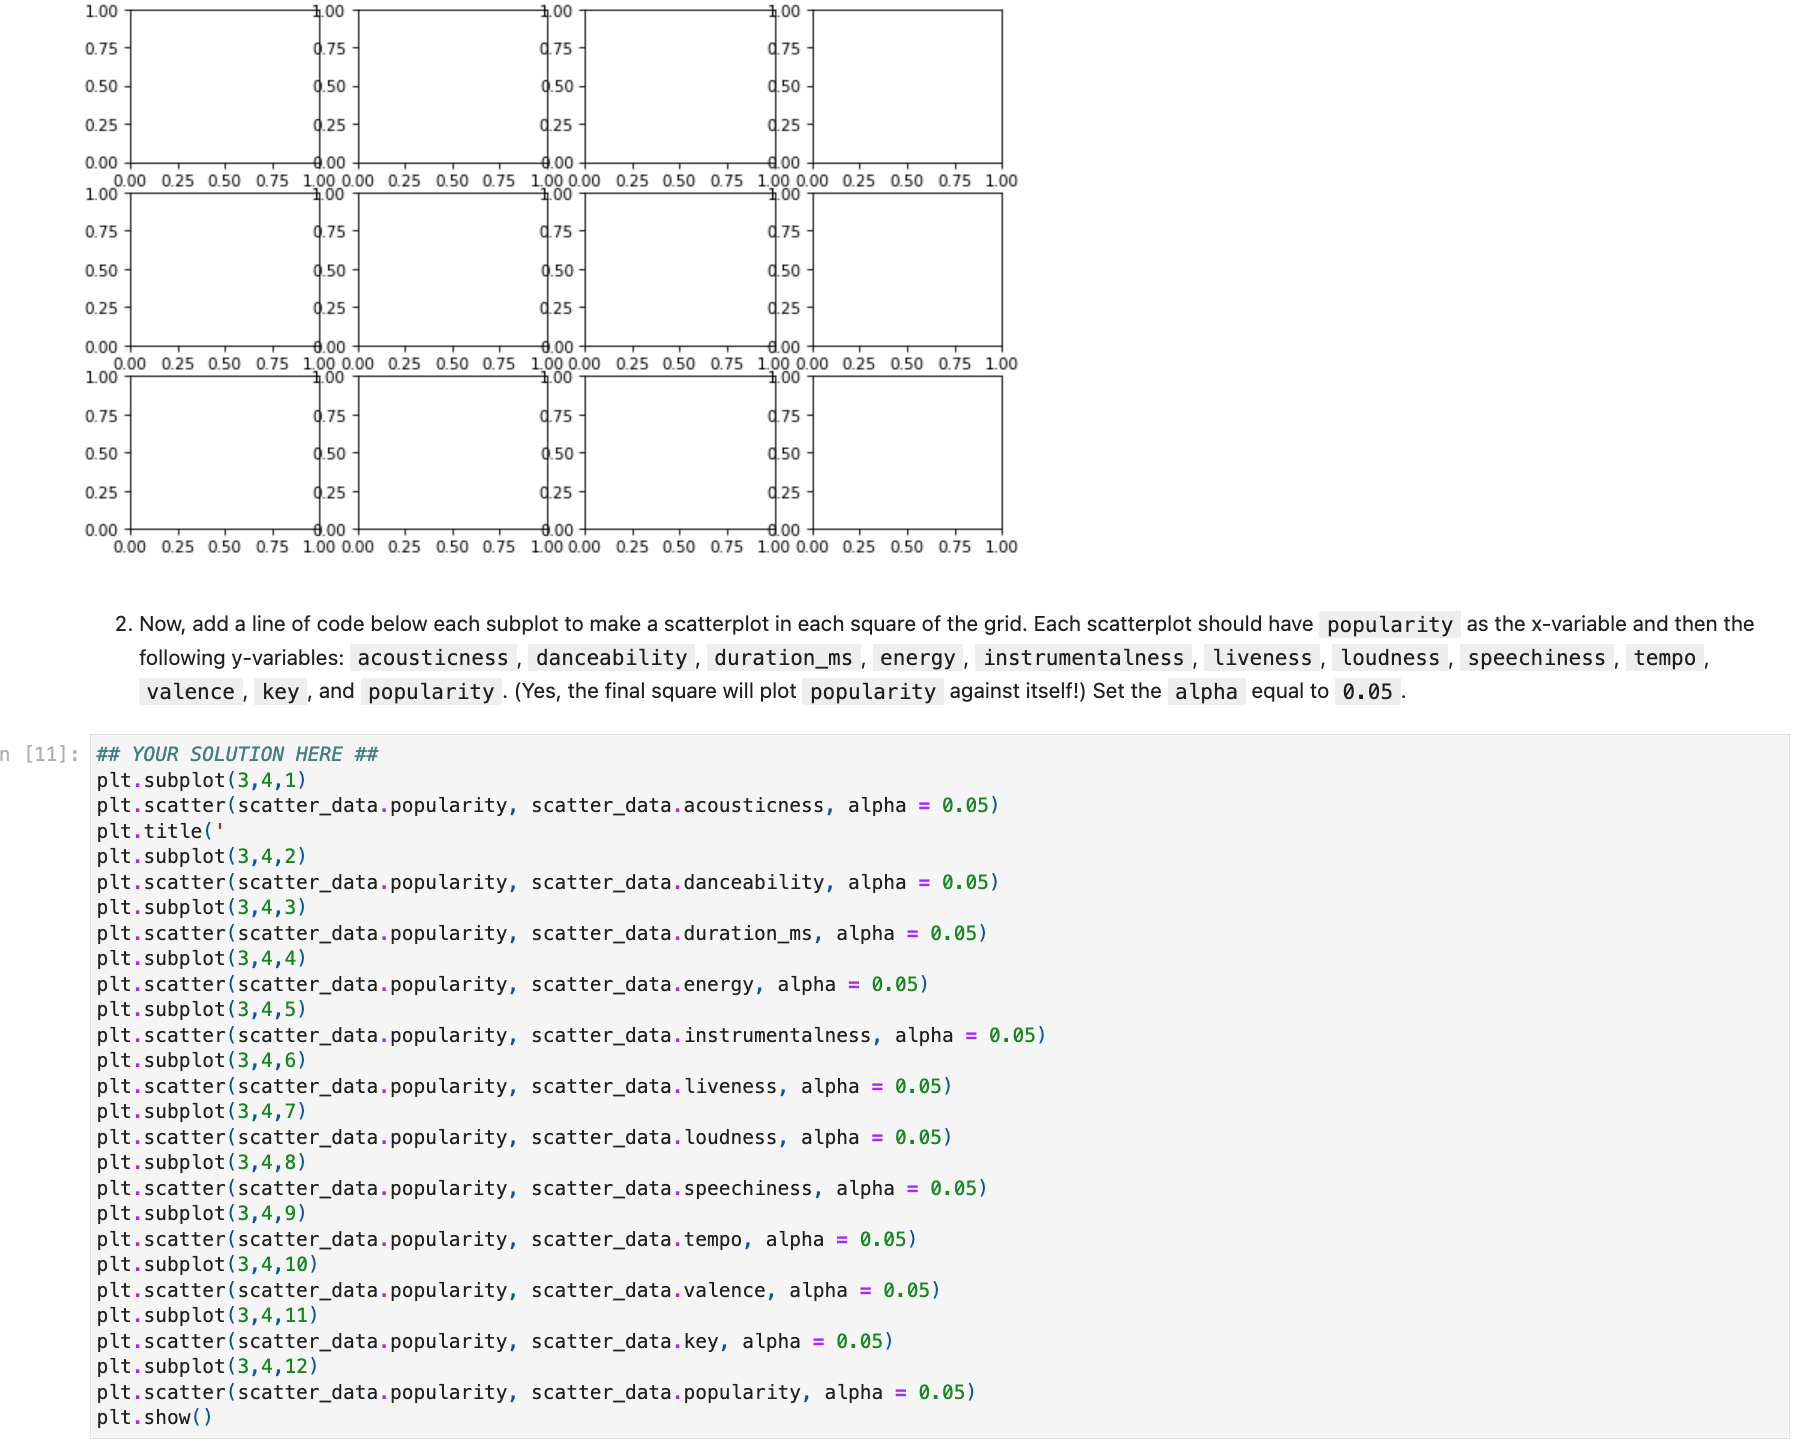 1.00 1.00 1.00 1.00
0.75 0.75 0.75 0.75
0.50 0.50 0.50 0.50
0.25 0.25 0.25 0.25
0.00 0.00 0.00 0.00
0.00 0.25 0.50 0.75 1.00 0.00 0.25 0.50 0.75 1.00 0.00 0.25 0.50 0.75 1.00 0.00 0.25 0.50 0.75 1.00
1.00 1.00 1.00 1.00
0.75 0.75 0.75 0.75
0.50 0.50 0.50 0.50
0.25 0.25 0.25 0.25
0.00 0.00 0.00 0.00
0.00 0.25 0.50 0.75 1.00 0.00 0.25 0.50 0.75 1.00 0.00 0.25 0.50 0.75 1.00 0.00 0.25 0.50 0.75 1.00
1.00 1.00 1.00 1.00
0.75 0.75 0.75 0.75
0.50 0.50 0.50 0.50
0.25 0.25 0.25 0.25
0.00 0.00 0.00 0.00
0.00 0.25 0.50 0.75 1.00 0.00 0.25 0.50 0.75 1.00 0.00 0.25 0.50 0.75 1.00 0.00 0.25 0.50 0.75 1.00
2. Now, add a line of code below each subplot to make a scatterplot in each square of the grid. Each scatterplot should have popularity as the x-variable and then the
following y-variables: acousticness , danceability , duration_ms , energy , instrumentalness , liveness , loudness , speechiness , tempo ,
valence , key , and popularity . (Yes, the final square will plot popularity against itself!) Set the alpha equal to 0.05 .
n [11]: ## YOUR SOLUTION HERE ##
plt.subplot(3,4,1)
plt.scatter(scatter_data.popularity, scatter_data.acousticness, alpha = 0.05)
plt.title('
plt.subplot(3,4,2)
plt.scatter(scatter_data.popularity, scatter_data.danceability, alpha = 0.05)
plt.subplot(3,4,3)
plt.scatter(scatter_data.popularity, scatter_data.duration_ms, alpha = 0.05)
plt.subplot(3,4,4)
plt.scatter(scatter_data.popularity, scatter_data.energy, alpha = 0.05)
plt.subplot(3,4,5)
plt.scatter(scatter_data.popularity, scatter_data.instrumentalness, alpha = 0.05)
plt.subplot(3,4,6)
plt.scatter(scatter_data.popularity, scatter_data.liveness, alpha = 0.05)
plt.subplot(3,4,7)
plt.scatter(scatter_data.popularity, scatter_data.loudness, alpha = 0.05)
plt.subplot(3,4,8)
plt.scatter(scatter_data.popularity, scatter_data.speechiness, alpha = 0.05)
plt.subplot(3,4,9)
plt.scatter(scatter_data.popularity, scatter_data.tempo, alpha = 0.05)
plt.subplot(3,4,10)
plt.scatter(scatter_data.popularity, scatter_data.valence, alpha = 0.05)
plt.subplot(3,4,11)
plt.scatter(scatter_data.popularity, scatter_data.key, alpha = 0.05)
plt.subplot(3,4,12)
plt.scatter(scatter_data.popularity, scatter_data.popularity, alpha = 0.05)
plt.show()